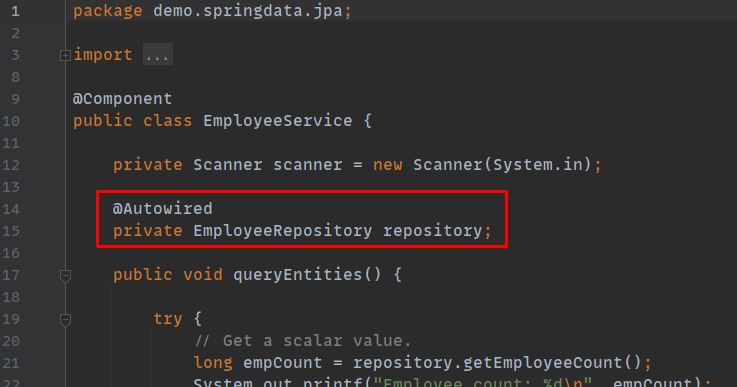 1 package demo.springdata.jpa;
2
3 import ...
8
9 @Component
10 public class EmployeeService {
11
12 private Scanner scanner = new Scanner(System.in);
13
14 @Autowired
15 private EmployeeRepository repository;
16
17 public void queryEntities() {
18
19 try {
20 // Get a scalar value.
21 long empCount = repository.getEmployeeCount();
22 System.out.printf("Employee count: %d\n", empCount);